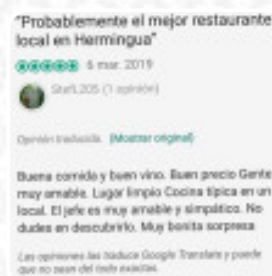 "Probablemente el mejor restaurante
local en Hermingua"
6 mar. 2019
Stefi.205 (1 opinión)
Opinión traducida. (Mostrar original)
Buena comida y buen vino. Buen precio Gente
muy amable. Lugar limpio Cocina típica en un
local. El jefe es muy amable y simpático. No
dudes en descubrirlo. Muy bonita sorpresa
Las opiniones las traduce Google Translate y puede
que no sean del todo exactas.